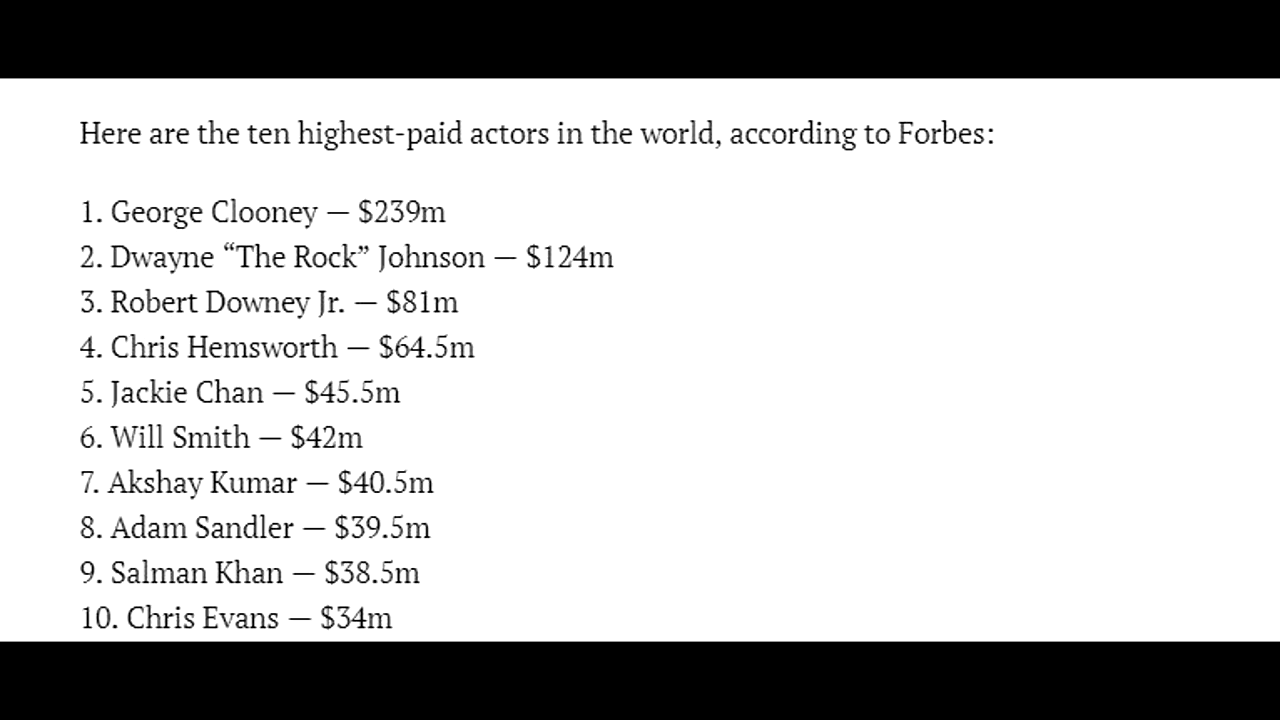 Here are the ten highest-paid actors in the world, according to Forbes:
1. George Clooney — $239m
2. Dwayne “The Rock” Johnson — $124m
3. Robert Downey Jr. — $81m
4. Chris Hemsworth — $64.5m
5. Jackie Chan — $45.5m
6. Will Smith — $42m
7. Akshay Kumar — $40.5m
8. Adam Sandler — $39.5m
9. Salman Khan — $38.5m
10. Chris Evans — $34m